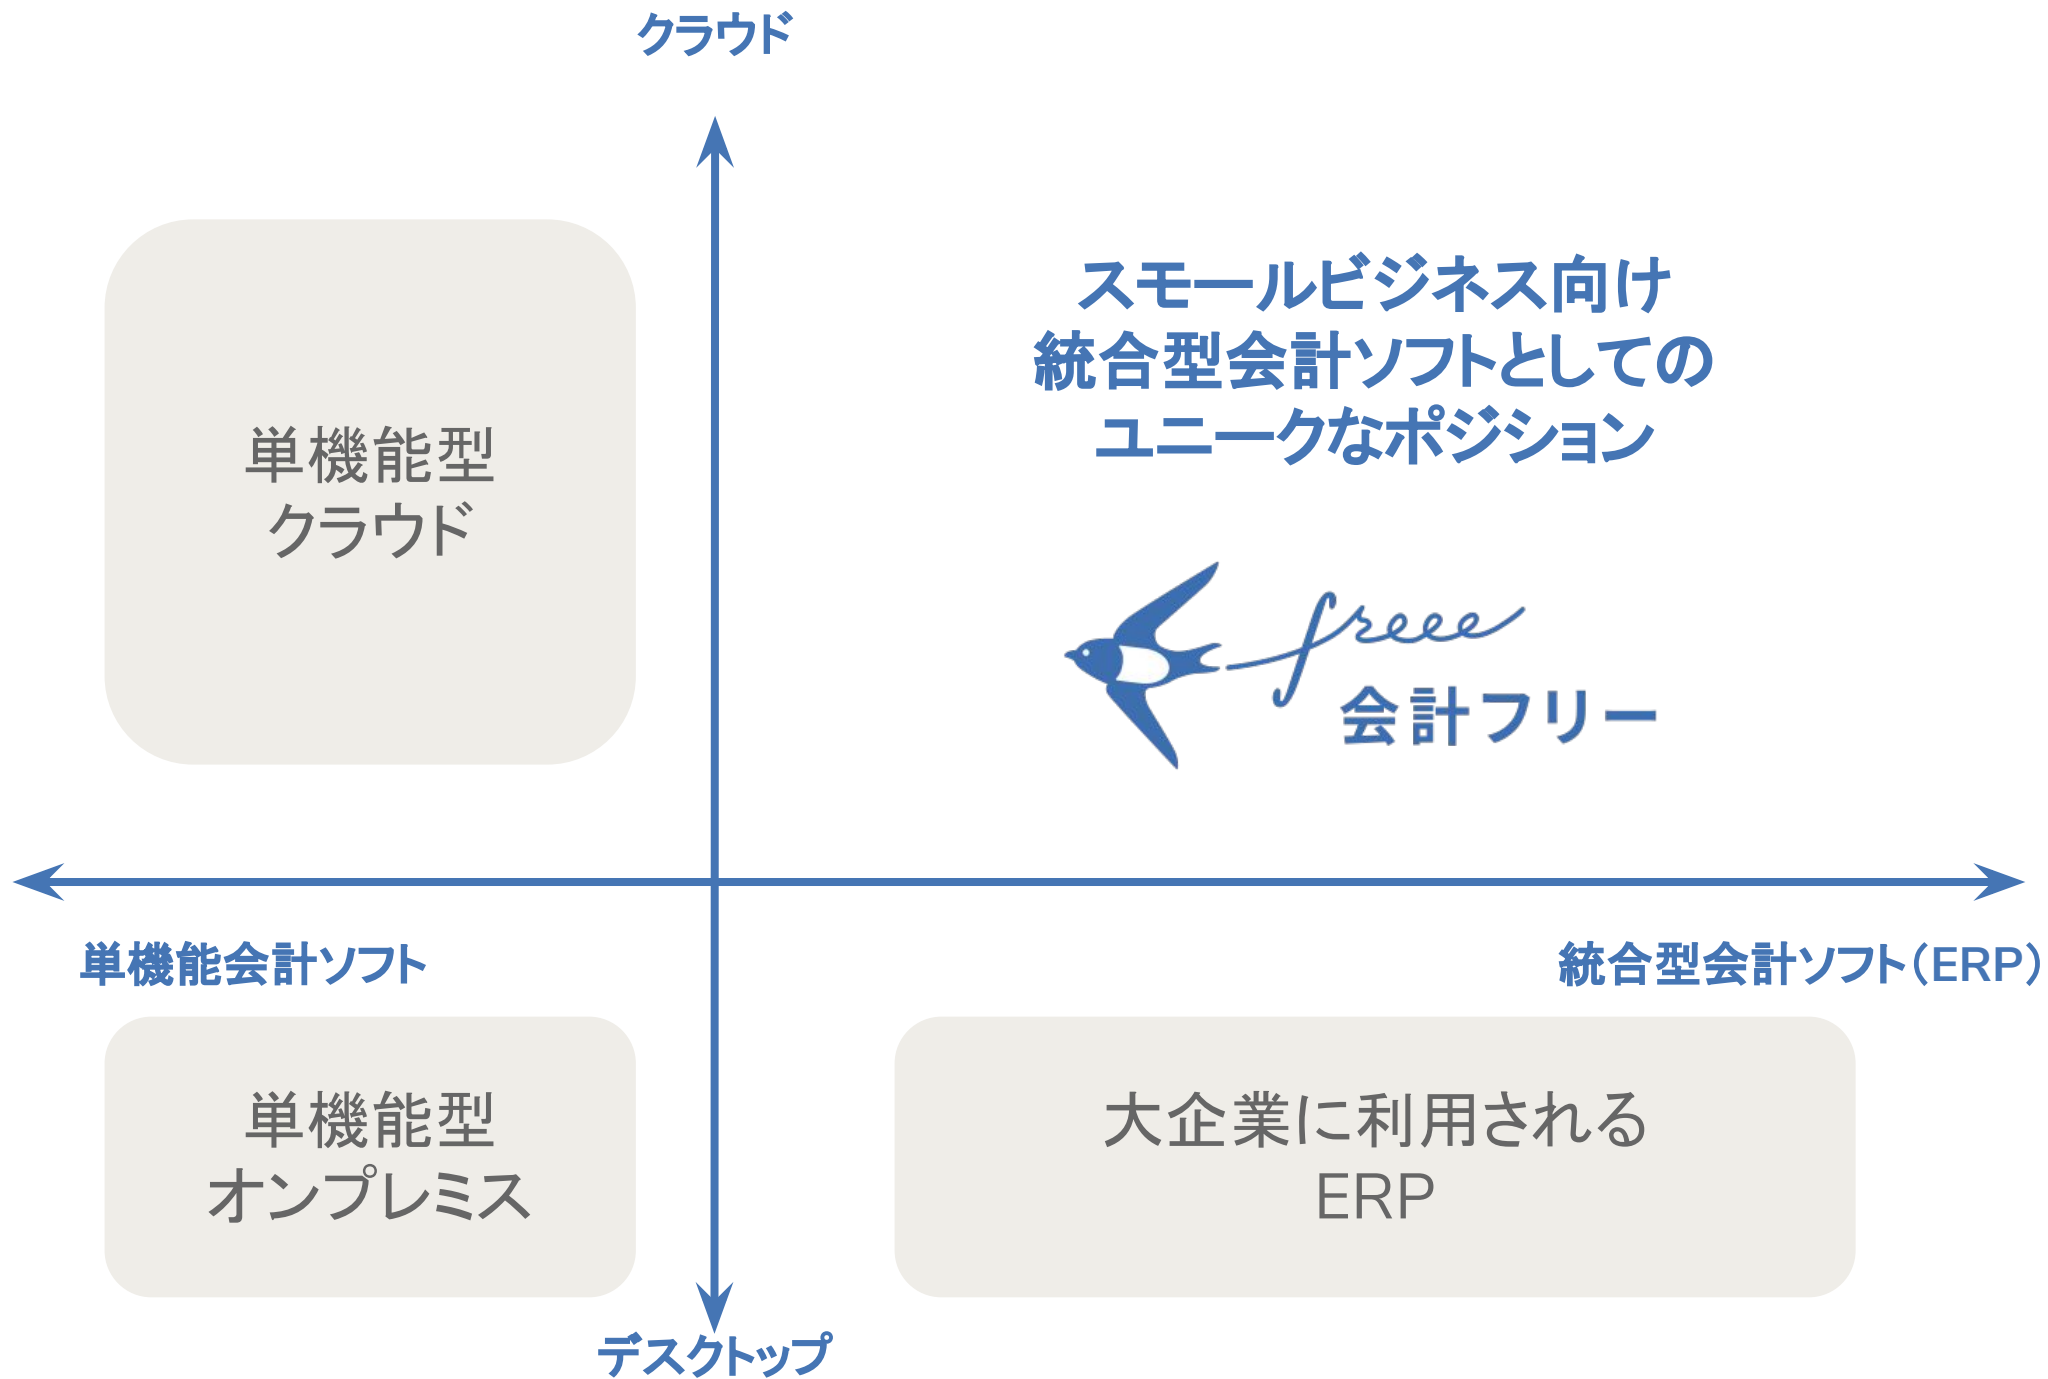 クラウド
スモールビジネス向け
統合型会計ソフトとしての
ユニークなポジション
単機能型
クラウド
freee
会計フリー
単機能会計ソフト
統合型会計ソフト（ERP）
単機能型
オンプレミス
大企業に利用される
ERP
デスクトップ